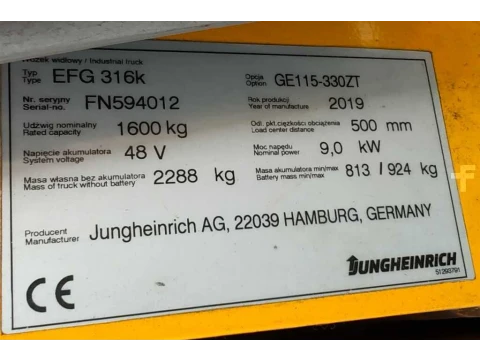 Wózek widłowy / Industrial truck
Typ EFG 316k Opcja GE115-330ZT
Type Option
Nr. seryjny FN594012 Rok produkcji 2019
Serial-no. Year of manufacture
Udźwig nominalny 1600 kg Odl. pkt.ciężkości obciążenia 500 mm
Rated capacity Load center distance
Napięcie akumulatora 48 V Moc napędu 9,0 kW
System voltage Nominal power
Masa własna bez akumulatora 2288 kg Masa akumulatora min/max 813 / 924 kg
Mass of truck without battery Battery mass min/max
Producent Jungheinrich AG, 22039 HAMBURG, GERMANY
Manufacturer
JUNGHEINRICH
51293791
CE